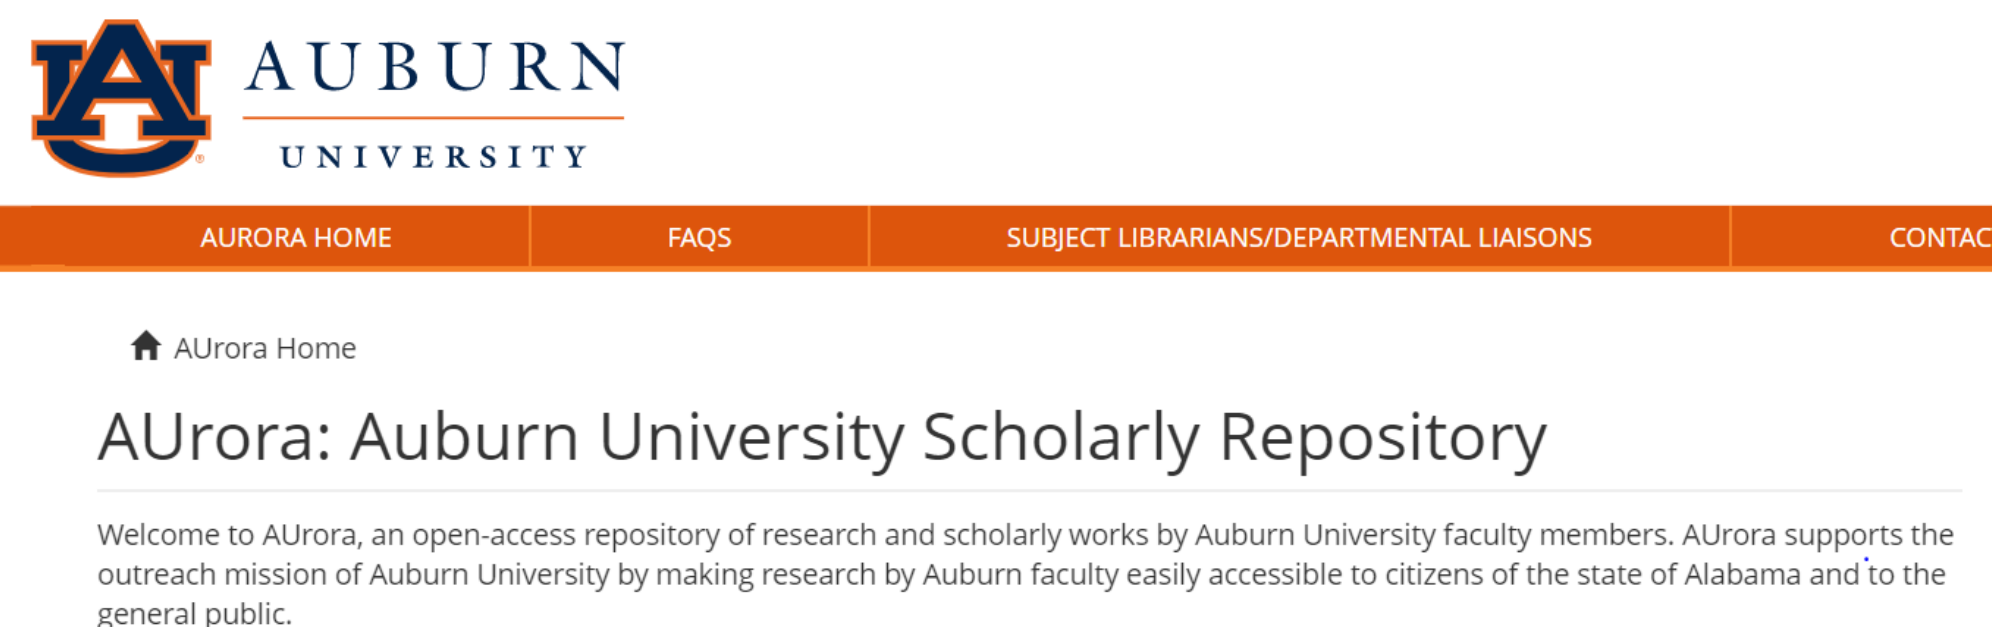 AU
AUBURN
UNIVERSITY
AURORA HOME
FAQS
SUBJECT LIBRARIANS/DEPARTMENTAL LIAISONS
CONTAC
AUrora Home
AUrora: Auburn University Scholarly Repository
Welcome to AUrora, an open-access repository of research and scholarly works by Auburn University faculty members. AUrora supports the
outreach mission of Auburn University by making research by Auburn faculty easily accessible to citizens of the state of Alabama and to the
general public.